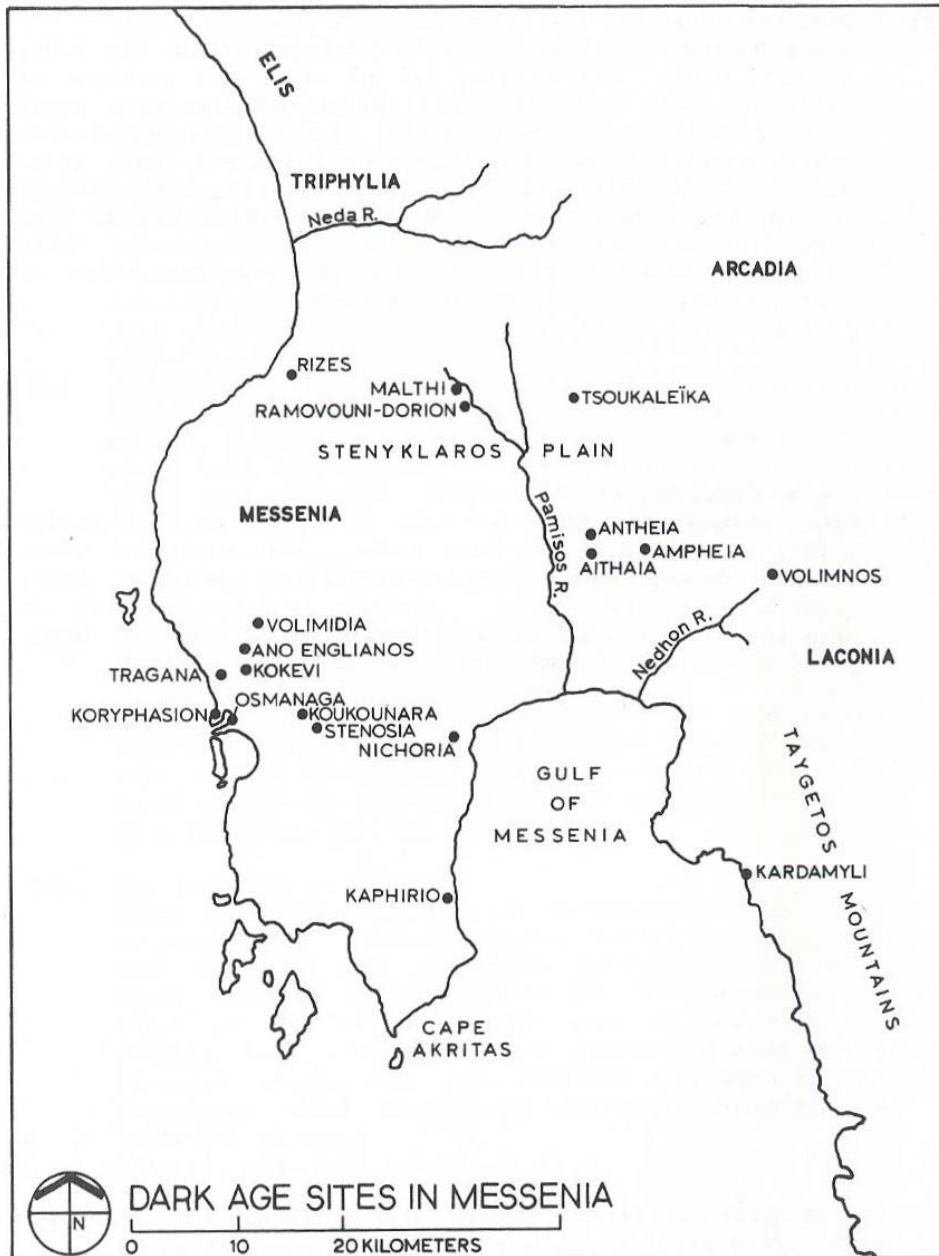 ELIS
TRIPHYLIA
Neda R.
ARCADIA
RIZES
MALTHI
RAMOVOUNI-DORION
TSOUKALEÏKA
STENYKLAROS PLAIN
MESSENIA
Pamisos R.
ANTHEIA
AITHAIA
AMPHEIA
VOLIMNOS
VOLIMIDIA
ANO ENGLIANOS
KOKEVI
TRAGANA
Nedhon R.
LACONIA
KORYPHASION
OSMANAGA
KOUKOUNARA
STENOSIA
NICHORIA
GULF
OF
MESSENIA
TAYGETOS MOUNTAINS
KARDAMYLI
KAPHIRIO
CAPE
AKRITAS
N
DARK AGE SITES IN MESSENIA
0 10 20 KILOMETERS